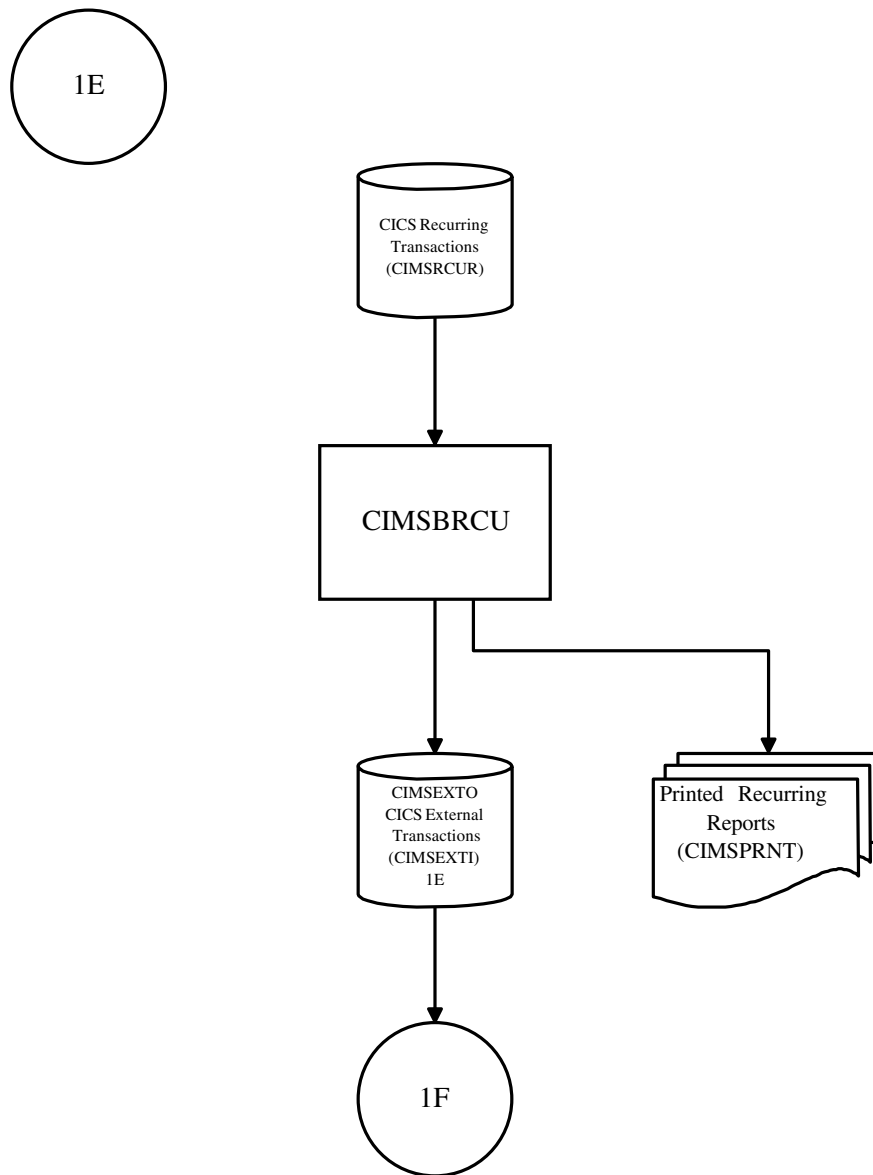 1E
CICS Recurring
Transactions
(CIMSRCUR)
CIMSBRCU
CIMSEXTO
CICS External
Transactions
(CIMSEXTI)
1E
Printed Recurring
Reports
(CIMSPRNT)
1F